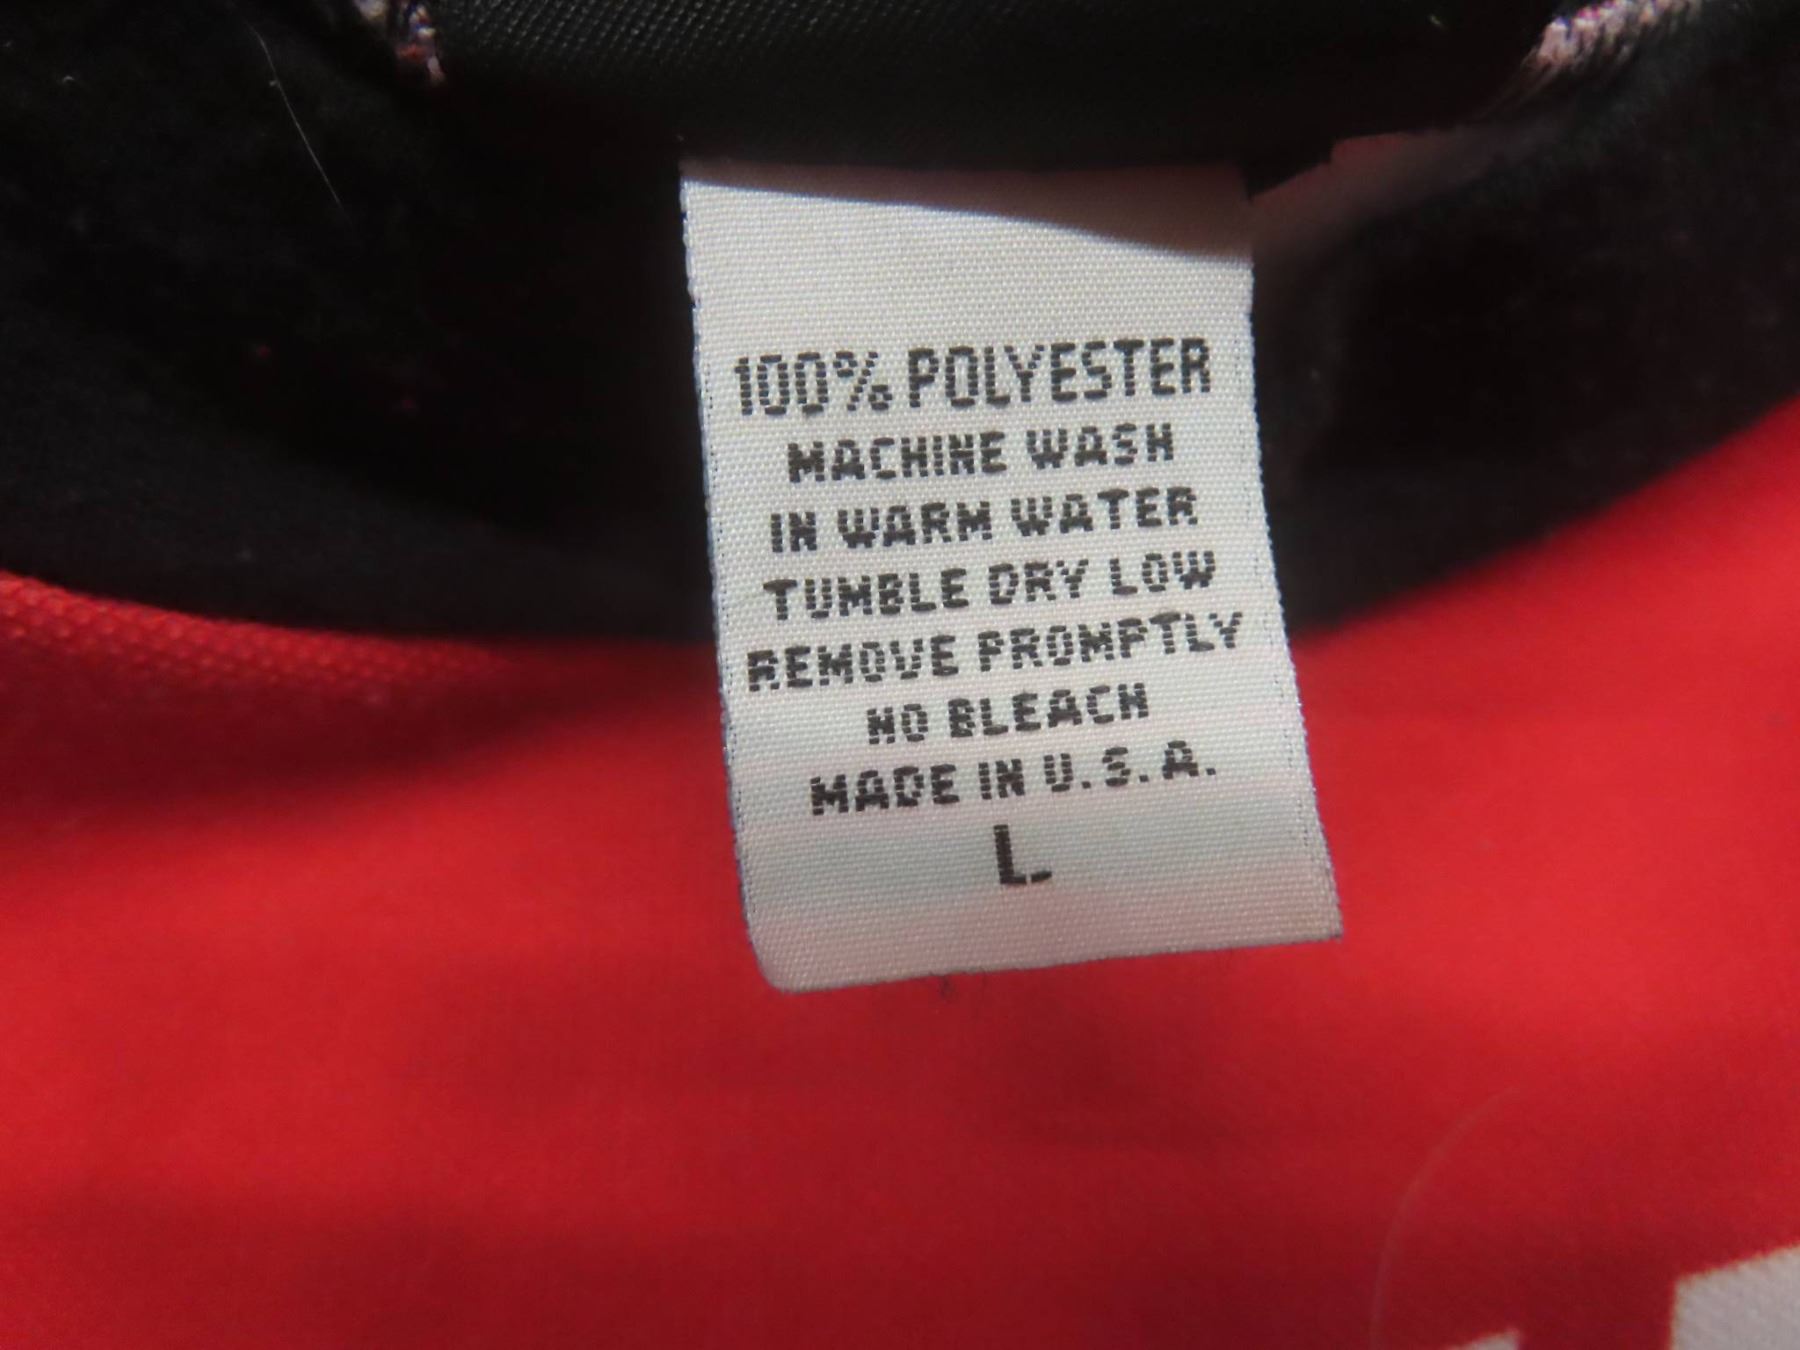 100% POLYESTER
MACHINE WASH
IN WARM WATER
TUMBLE DRY LOW
REMOVE PROMPTLY
NO BLEACH
MADE IN U.S.A.
L